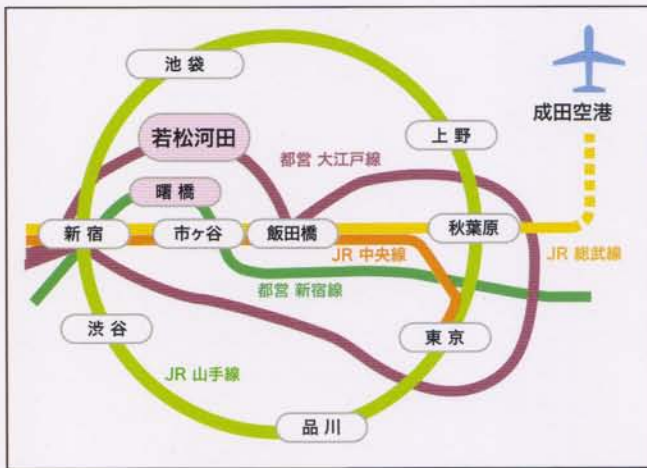 池袋
成田空港
若松河田
上野
都営 大江戸線
曙橋
新宿
市ヶ谷
飯田橋
秋葉原
JR 中央線
JR 総武線
都営 新宿線
渋谷
東京
JR 山手線
品川